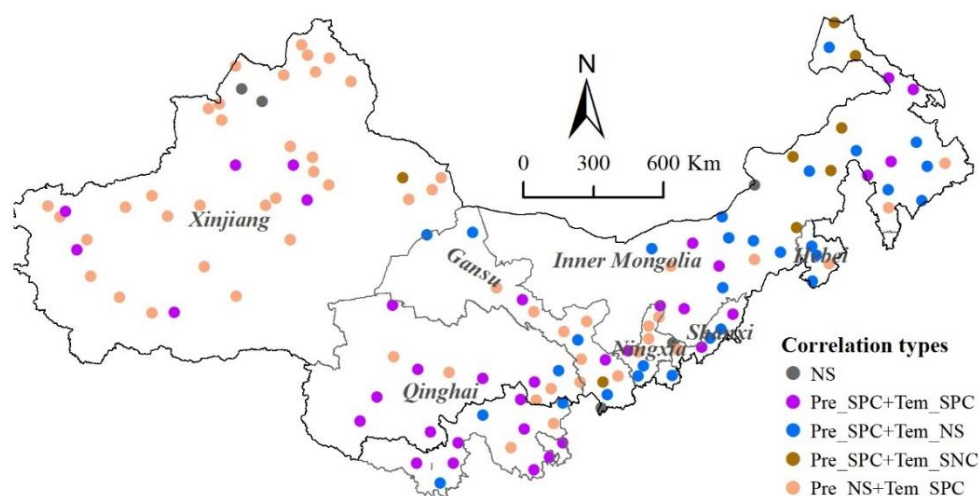 N
0 300 600 Km
Xinjiang
Gansu
Inner Mongolia
Hebei
Ningxia
Shanxi
Qinghai
Correlation types
NS
Pre_SPC+Tem_SPC
Pre_SPC+Tem_NS
Pre_SPC+Tem_SNC
Pre_NS+Tem_SPC